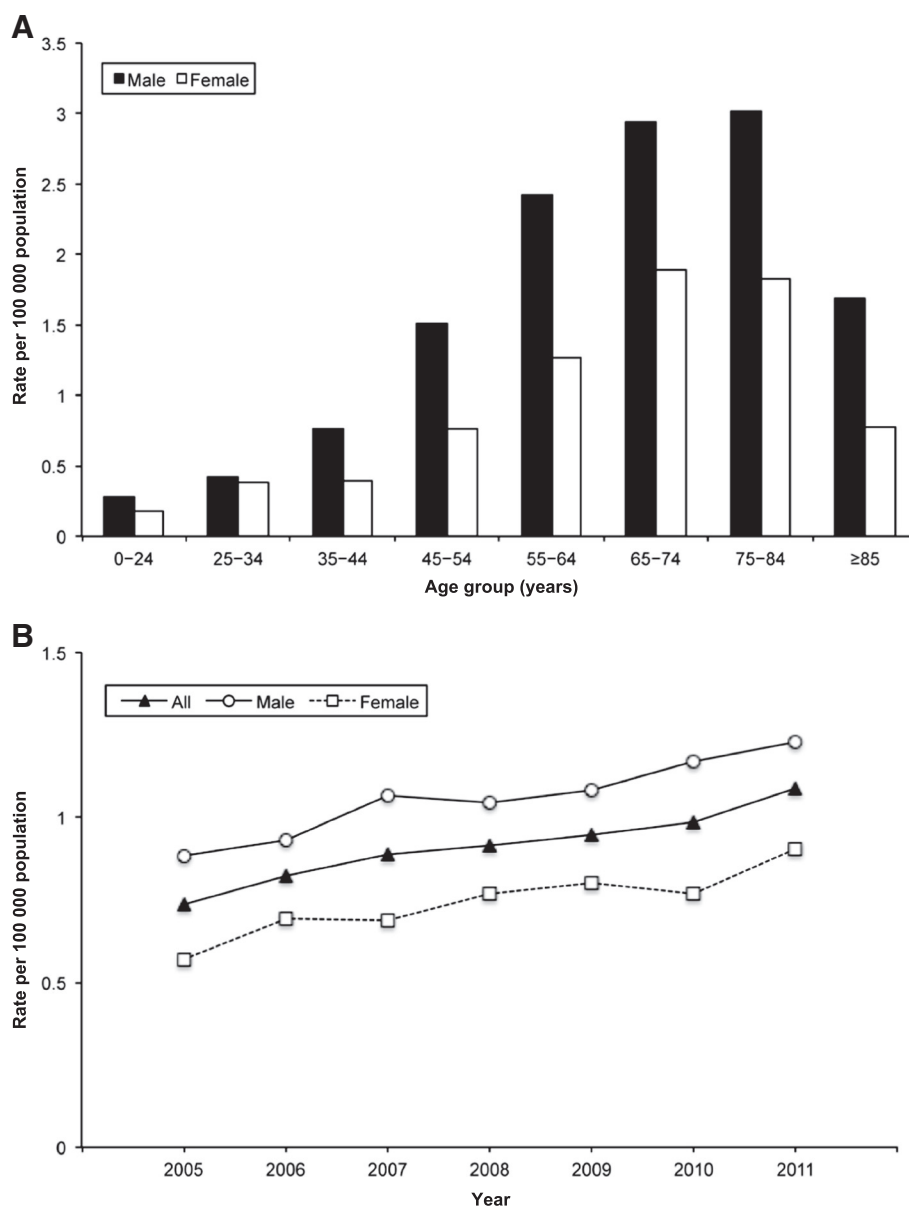 A
3.5
Male Female
3
2.5
2
1.5
1
0.5
0
Rate per 100 000 population
0–24 25–34 35–44 45–54 55–64 65–74 75–84 ≥85
Age group (years)
B
1.5
All Male Female
1
0.5
0
Rate per 100 000 population
2005 2006 2007 2008 2009 2010 2011
Year